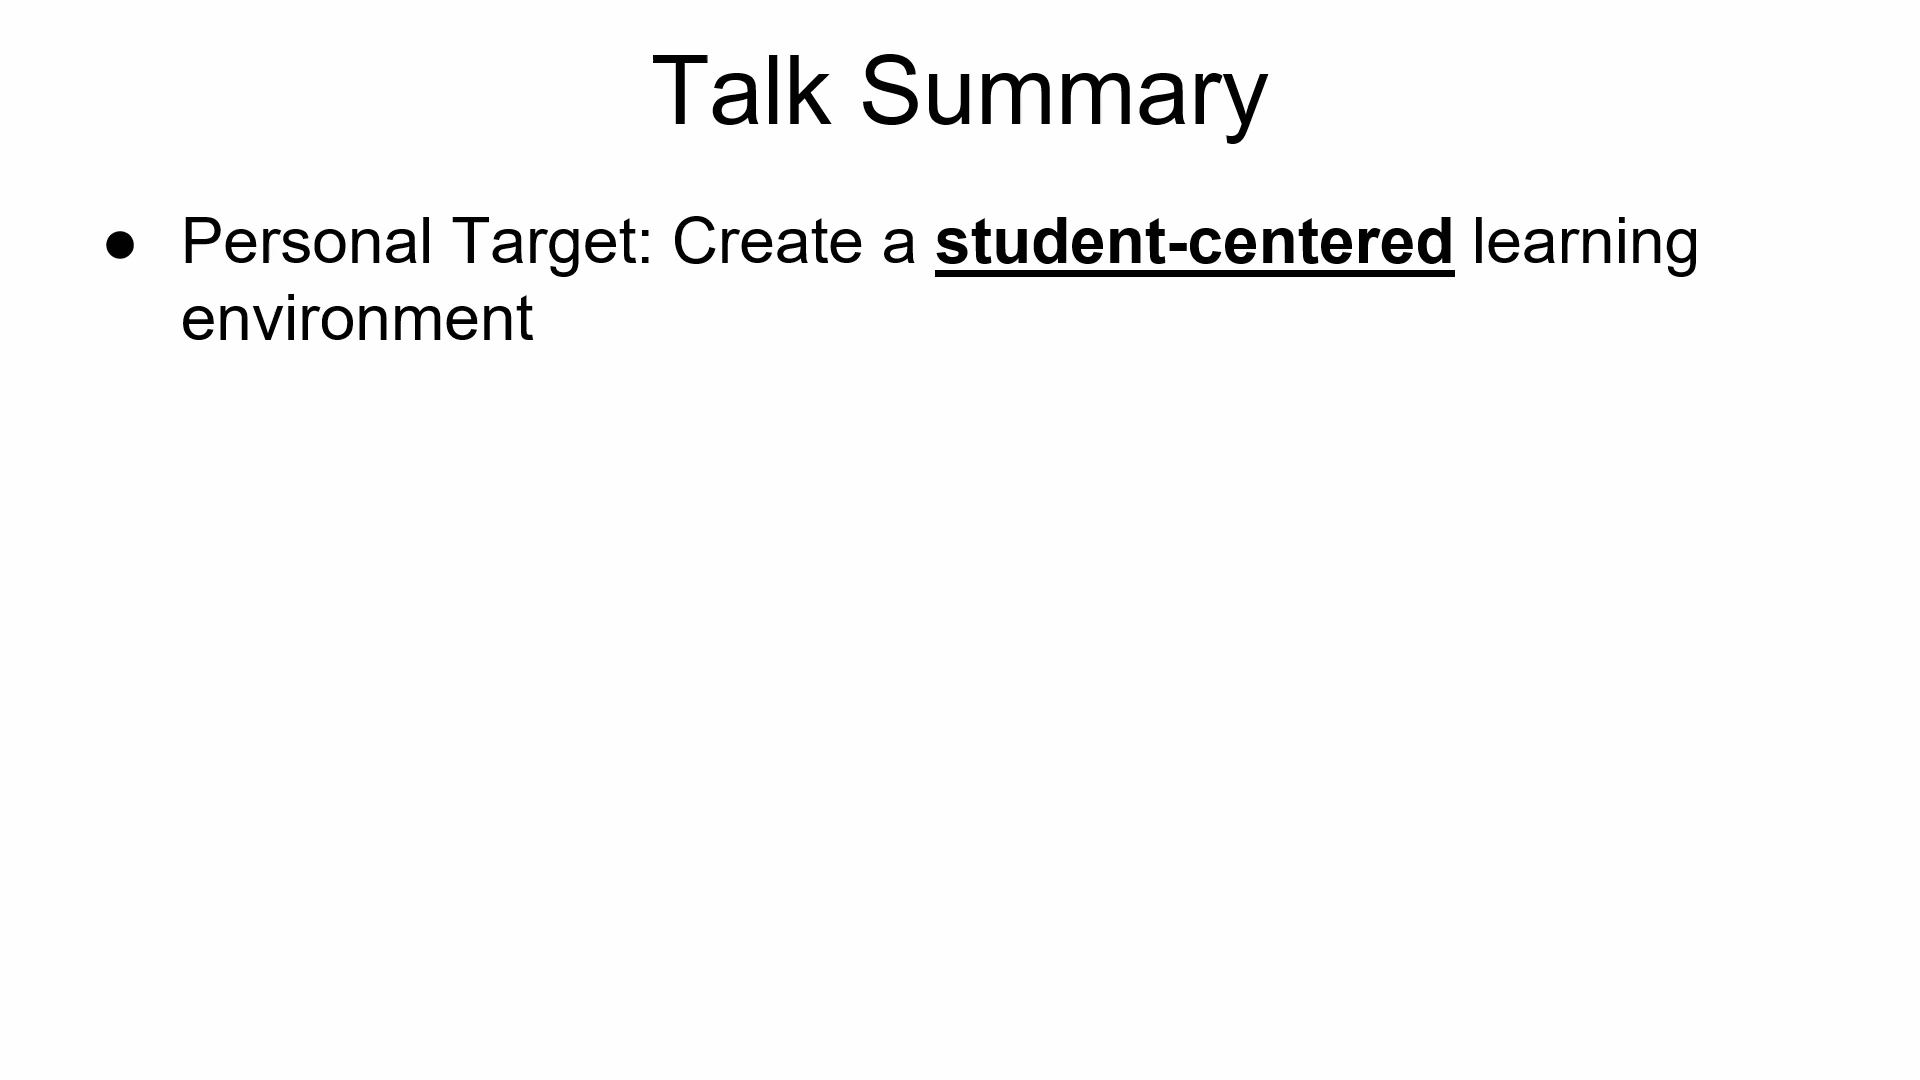 Talk Summary
● Personal Target: Create a student-centered learning
environment